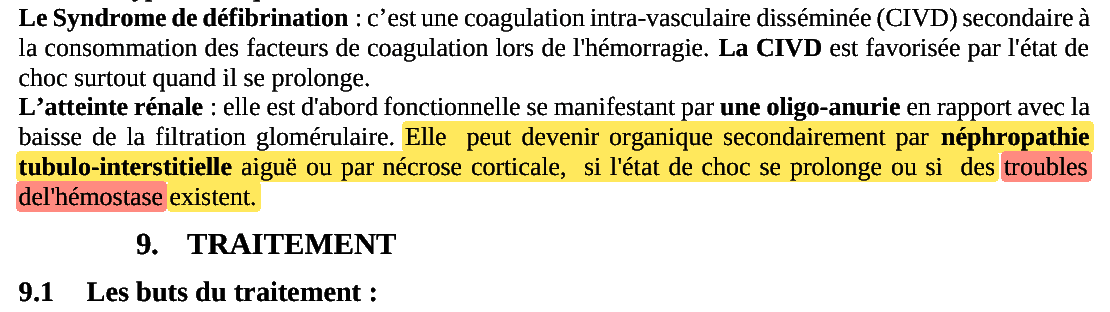 Le Syndrome de défibrination : c’est une coagulation intra-vasculaire disséminée (CIVD) secondaire à
la consommation des facteurs de coagulation lors de l'hémorragie. La CIVD est favorisée par l'état de
choc surtout quand il se prolonge.
L’atteinte rénale : elle est d'abord fonctionnelle se manifestant par une oligo-anurie en rapport avec la
baisse de la filtration glomérulaire. Elle peut devenir organique secondairement par néphropathie
tubulo-interstitielle aiguë ou par nécrose corticale, si l'état de choc se prolonge ou si des troubles
del'hémostase existent.
9. TRAITEMENT
9.1 Les buts du traitement :